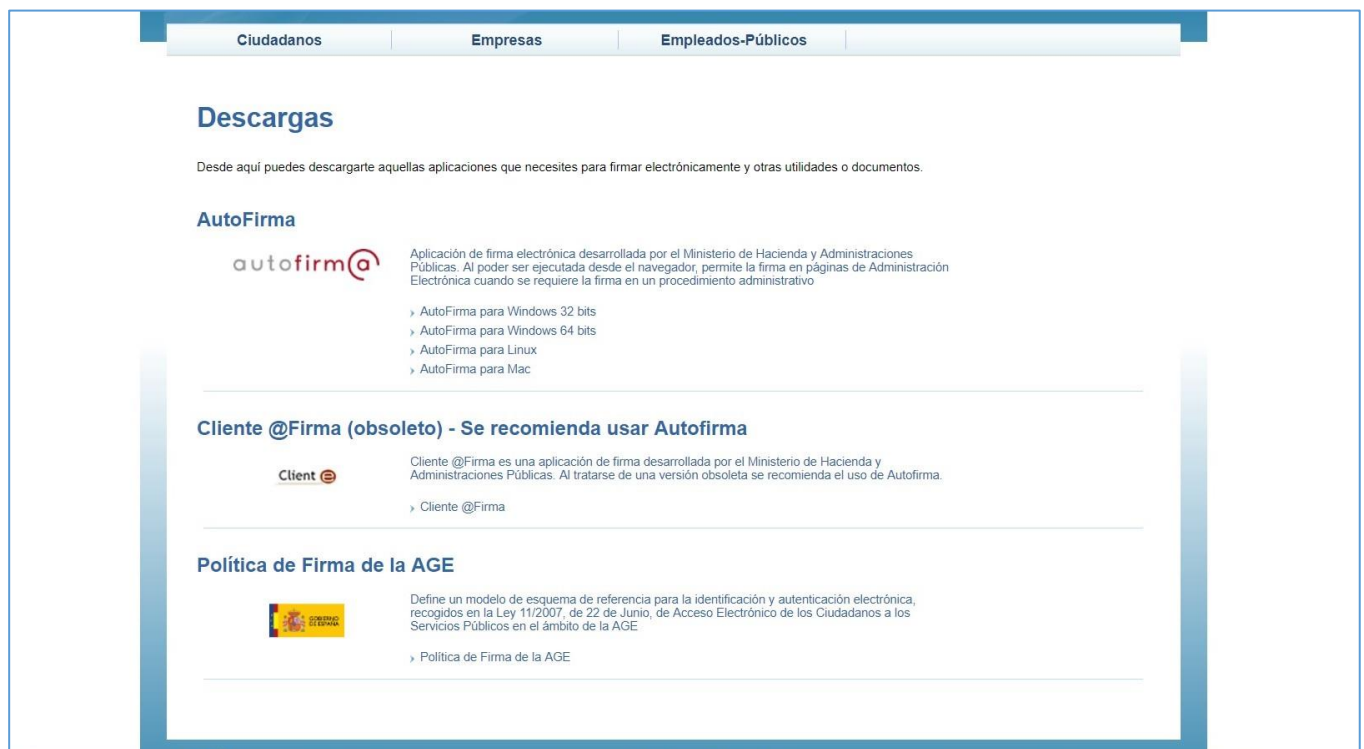 Ciudadanos
Empresas
Empleados-Públicos
Descargas
Desde aquí puedes descargarte aquellas aplicaciones que necesites para firmar electrónicamente y otras utilidades o documentos.
AutoFirma
autofirm@
Aplicación de firma electrónica desarrollada por el Ministerio de Hacienda y Administraciones
Públicas. Al poder ser ejecutada desde el navegador, permite la firma en páginas de Administración
Electrónica cuando se requiere la firma en un procedimiento administrativo
AutoFirma para Windows 32 bits
AutoFirma para Windows 64 bits
AutoFirma para Linux
AutoFirma para Mac
Cliente @Firma (obsoleto) - Se recomienda usar Autofirma
Client e
Cliente @Firma es una aplicación de firma desarrollada por el Ministerio de Hacienda y
Administraciones Públicas. Al tratarse de una versión obsoleta se recomienda el uso de Autofirma.
Cliente @Firma
Política de Firma de la AGE
GOBIERNO
DE ESPAÑA
Define un modelo de esquema de referencia para la identificación y autenticación electrónica,
recogidos en la Ley 11/2007, de 22 de Junio, de Acceso Electrónico de los Ciudadanos a los
Servicios Públicos en el ámbito de la AGE
Política de Firma de la AGE